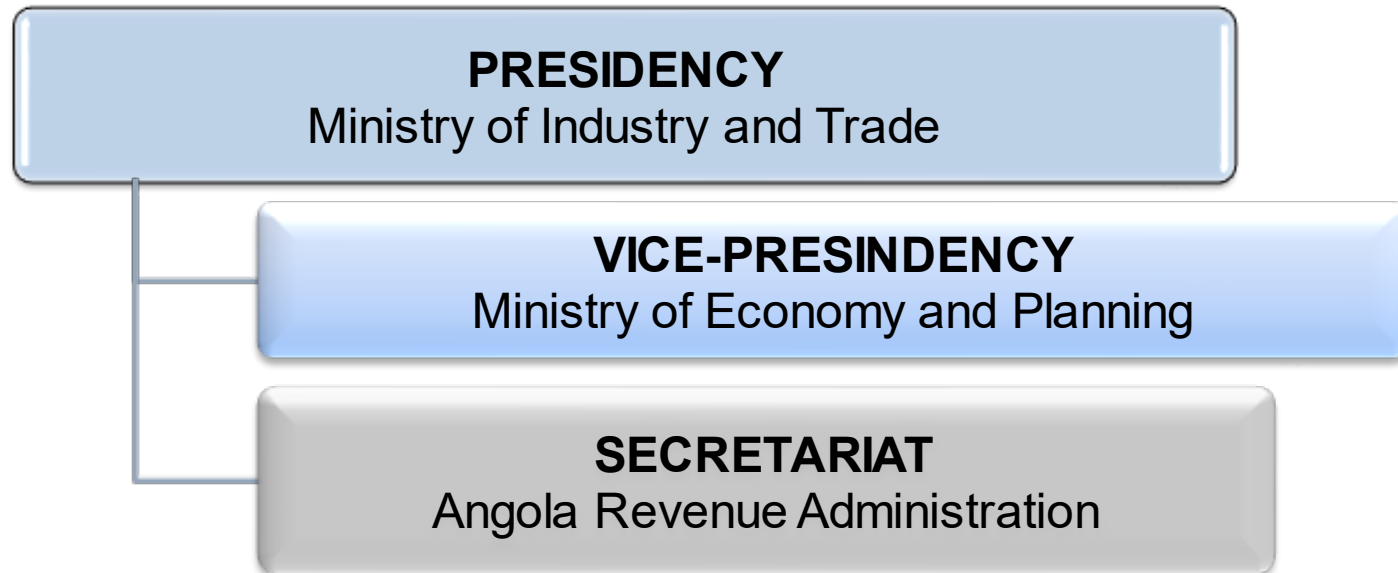 PRESIDENCY
Ministry of Industry and Trade
VICE-PRESINDENCY
Ministry of Economy and Planning
SECRETARIAT
Angola Revenue Administration